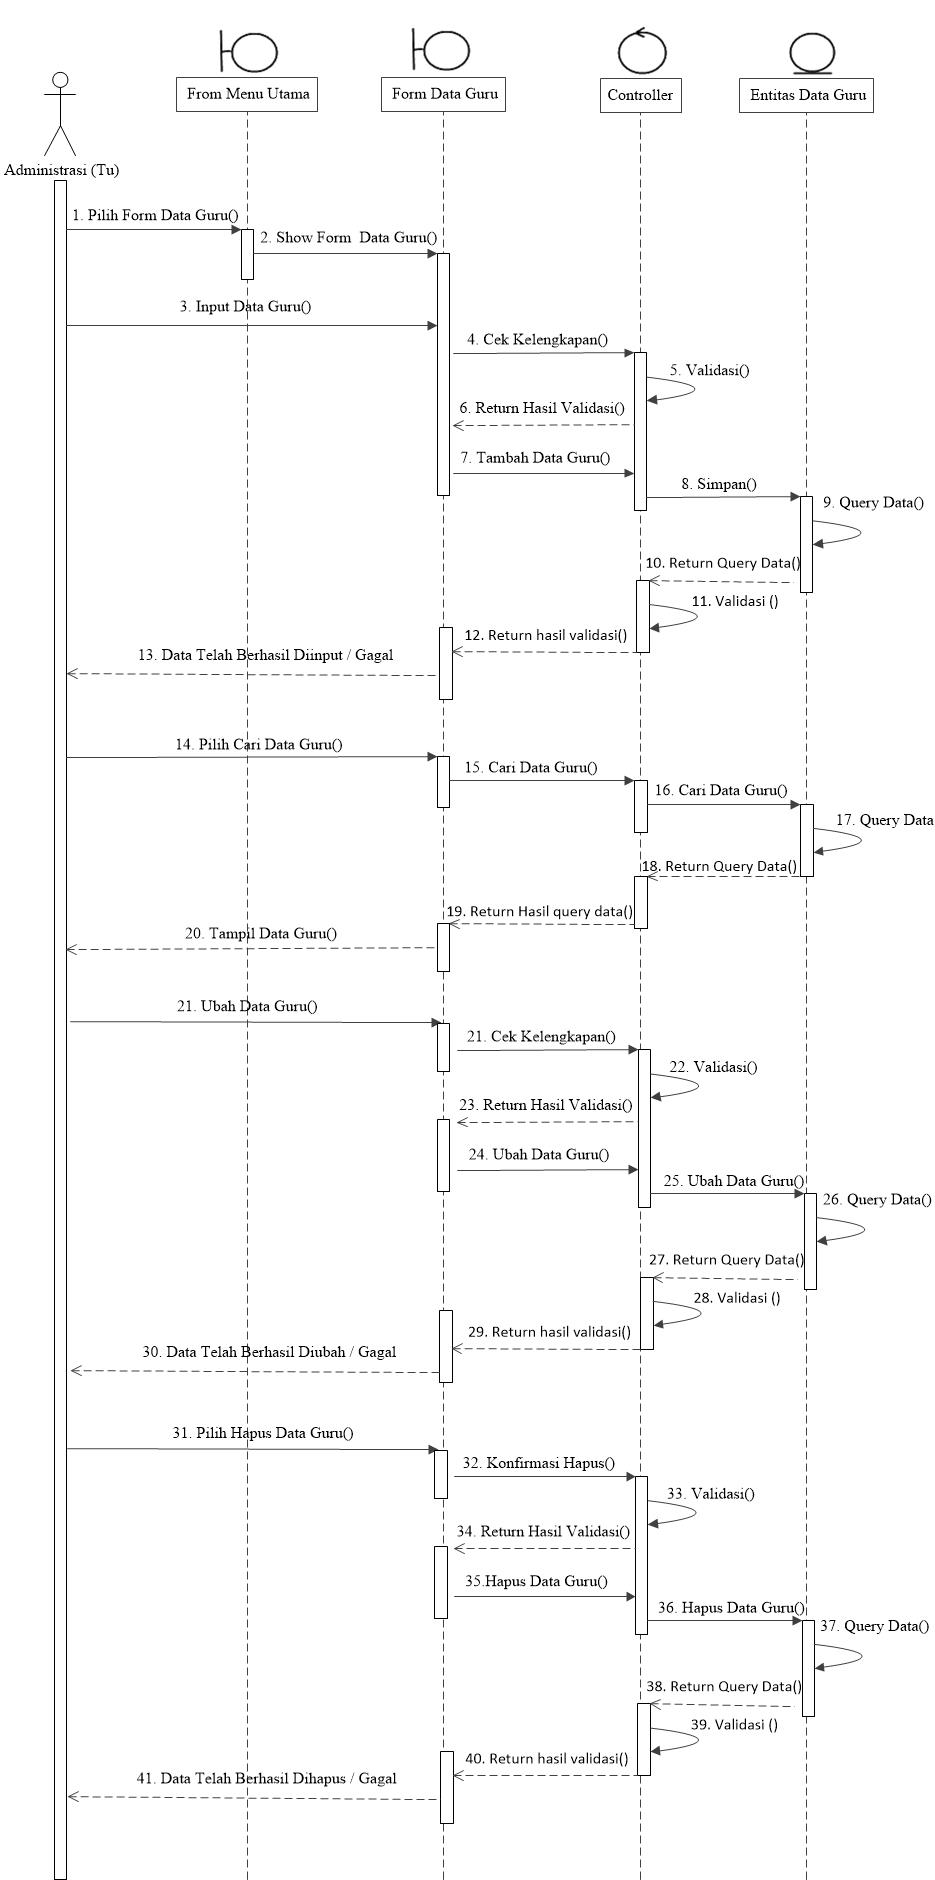 From Menu Utama
Form Data Guru
Controller
Entitas Data Guru
Administrasi (Tu)
1. Pilih Form Data Guru()
2. Show Form  Data Guru()
3. Input Data Guru()
4. Cek Kelengkapan()
5. Validasi()
6. Return Hasil Validasi()
7. Tambah Data Guru()
8. Simpan()
9. Query Data()
10. Return Query Data()
11. Validasi ()
12. Return hasil validasi()
13. Data Telah Berhasil Diinput / Gagal
14. Pilih Cari Data Guru()
15. Cari Data Guru()
16. Cari Data Guru()
17. Query Data
18. Return Query Data()
19. Return Hasil query data()
20. Tampil Data Guru()
21. Ubah Data Guru()
21. Cek Kelengkapan()
22. Validasi()
23. Return Hasil Validasi()
24. Ubah Data Guru()
25. Ubah Data Guru()
26. Query Data()
27. Return Query Data()
28. Validasi ()
29. Return hasil validasi()
30. Data Telah Berhasil Diubah / Gagal
31. Pilih Hapus Data Guru()
32. Konfirmasi Hapus()
33. Validasi()
34. Return Hasil Validasi()
35.Hapus Data Guru()
36. Hapus Data Guru()
37. Query Data()
38. Return Query Data()
39. Validasi ()
40. Return hasil validasi()
41. Data Telah Berhasil Dihapus / Gagal